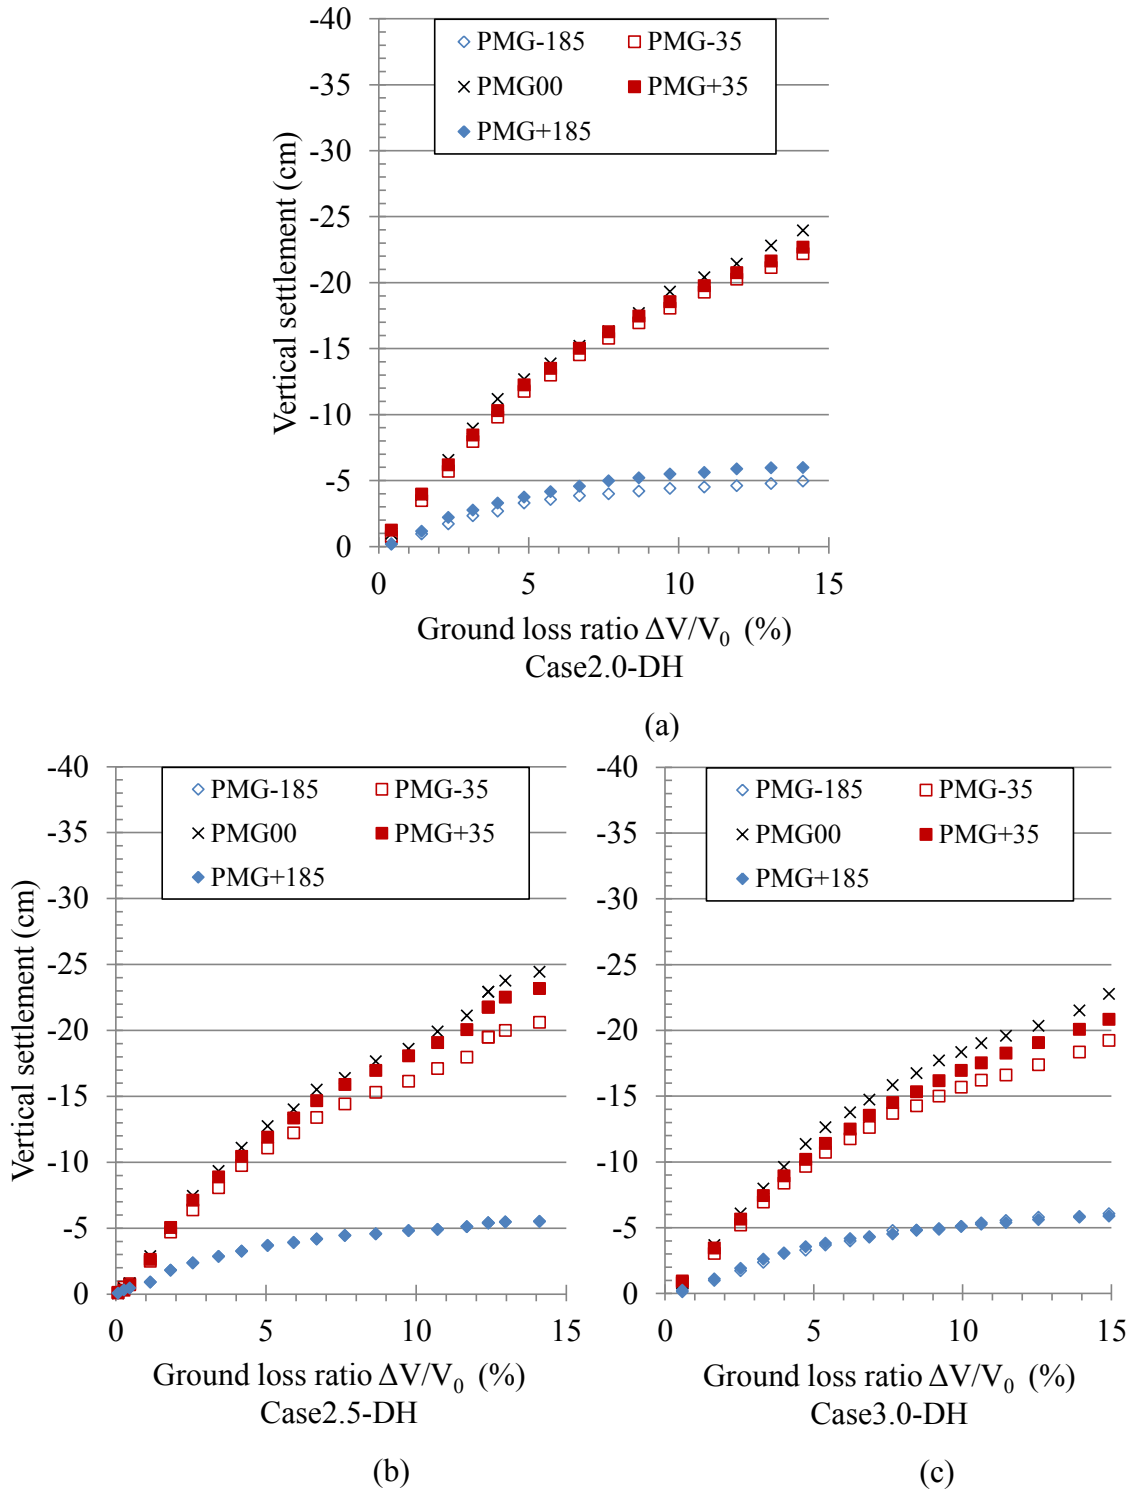 -40
-35
-30
-25
-20
-15
-10
-5
0
Vertical settlement (cm)
PMG-185 PMG-35
PMG00 PMG+35
PMG+185
0 5 10 15
Ground loss ratio ΔV/V₀ (%)
Case2.0-DH
(a)
-40
-35
-30
-25
-20
-15
-10
-5
0
Vertical settlement (cm)
PMG-185 PMG-35
PMG00 PMG+35
PMG+185
0 5 10 15
Ground loss ratio ΔV/V₀ (%)
Case2.5-DH
(b)
-40
-35
-30
-25
-20
-15
-10
-5
0
PMG-185 PMG-35
PMG00 PMG+35
PMG+185
0 5 10 15
Ground loss ratio ΔV/V₀ (%)
Case3.0-DH
(c)